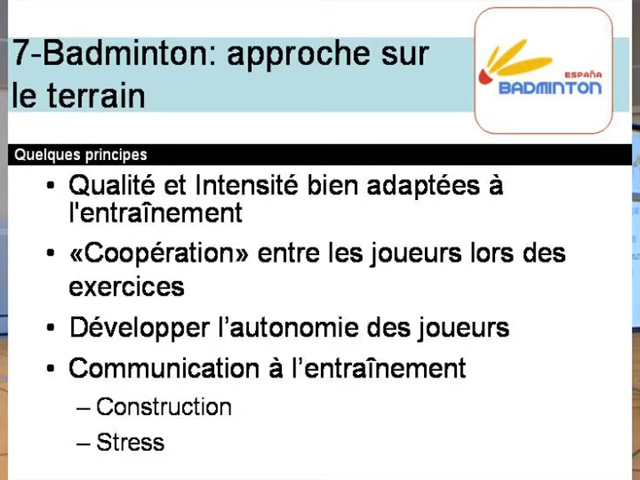 7-Badminton: approche sur
le terrain
ESPAÑA
BADMINTON
Quelques principes
• Qualité et Intensité bien adaptées à
l'entraînement
• «Coopération» entre les joueurs lors des
exercices
• Développer l’autonomie des joueurs
• Communication à l’entraînement
– Construction
– Stress